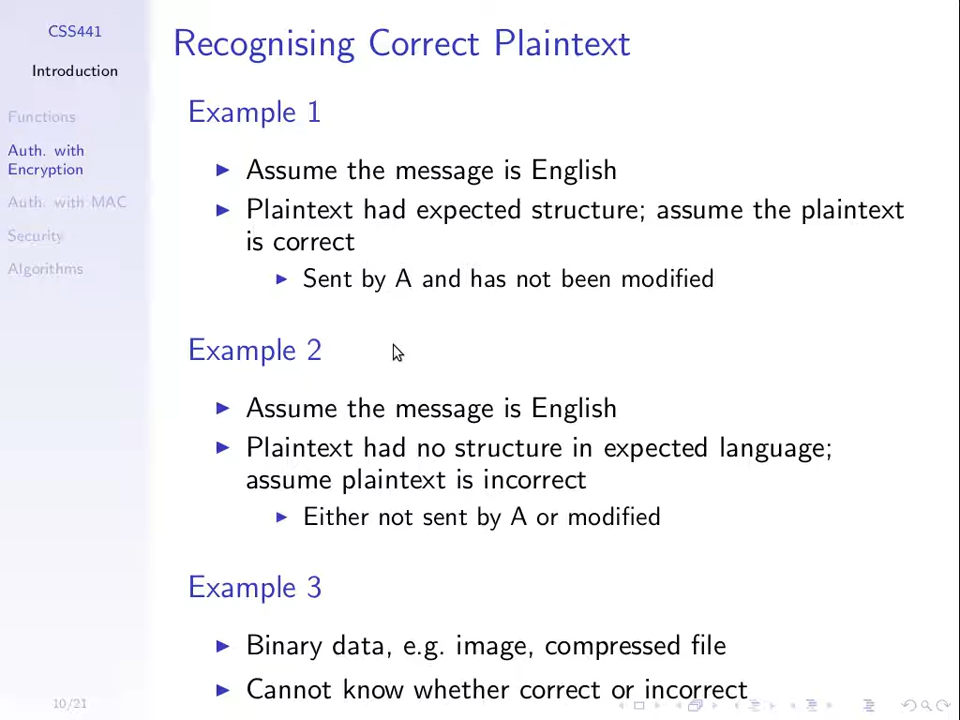 CSS441
Introduction
Functions
Auth. with
Encryption
Auth. with MAC
Security
Algorithms
10/21
Recognising Correct Plaintext
Example 1
Assume the message is English
Plaintext had expected structure; assume the plaintext
is correct
Sent by A and has not been modified
Example 2
Assume the message is English
Plaintext had no structure in expected language;
assume plaintext is incorrect
Either not sent by A or modified
Example 3
Binary data, e.g. image, compressed file
Cannot know whether correct or incorrect